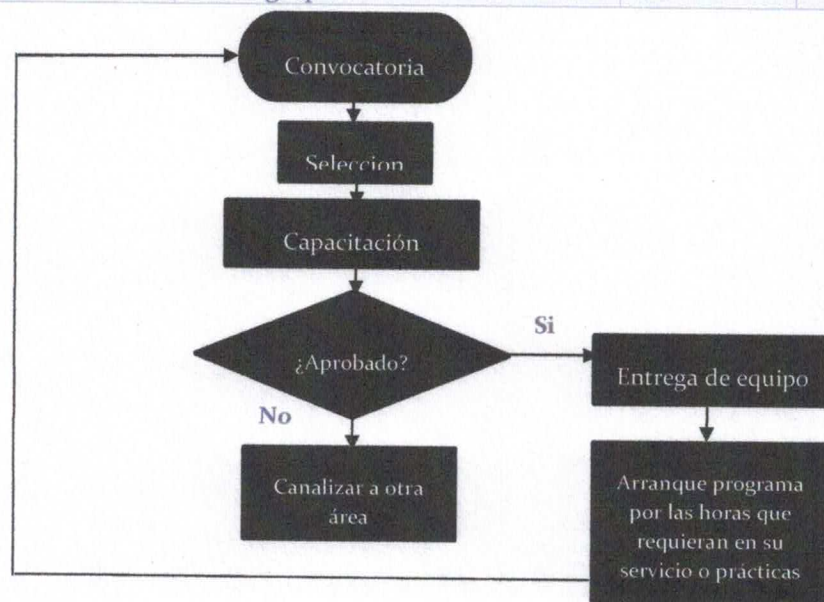 Convocatoria
Seleccion
Capacitación
¿Aprobado?
Si
No
Entrega de equipo
Canalizar a otra
área
Arranque programa
por las horas que
requieran en su
servicio o prácticas